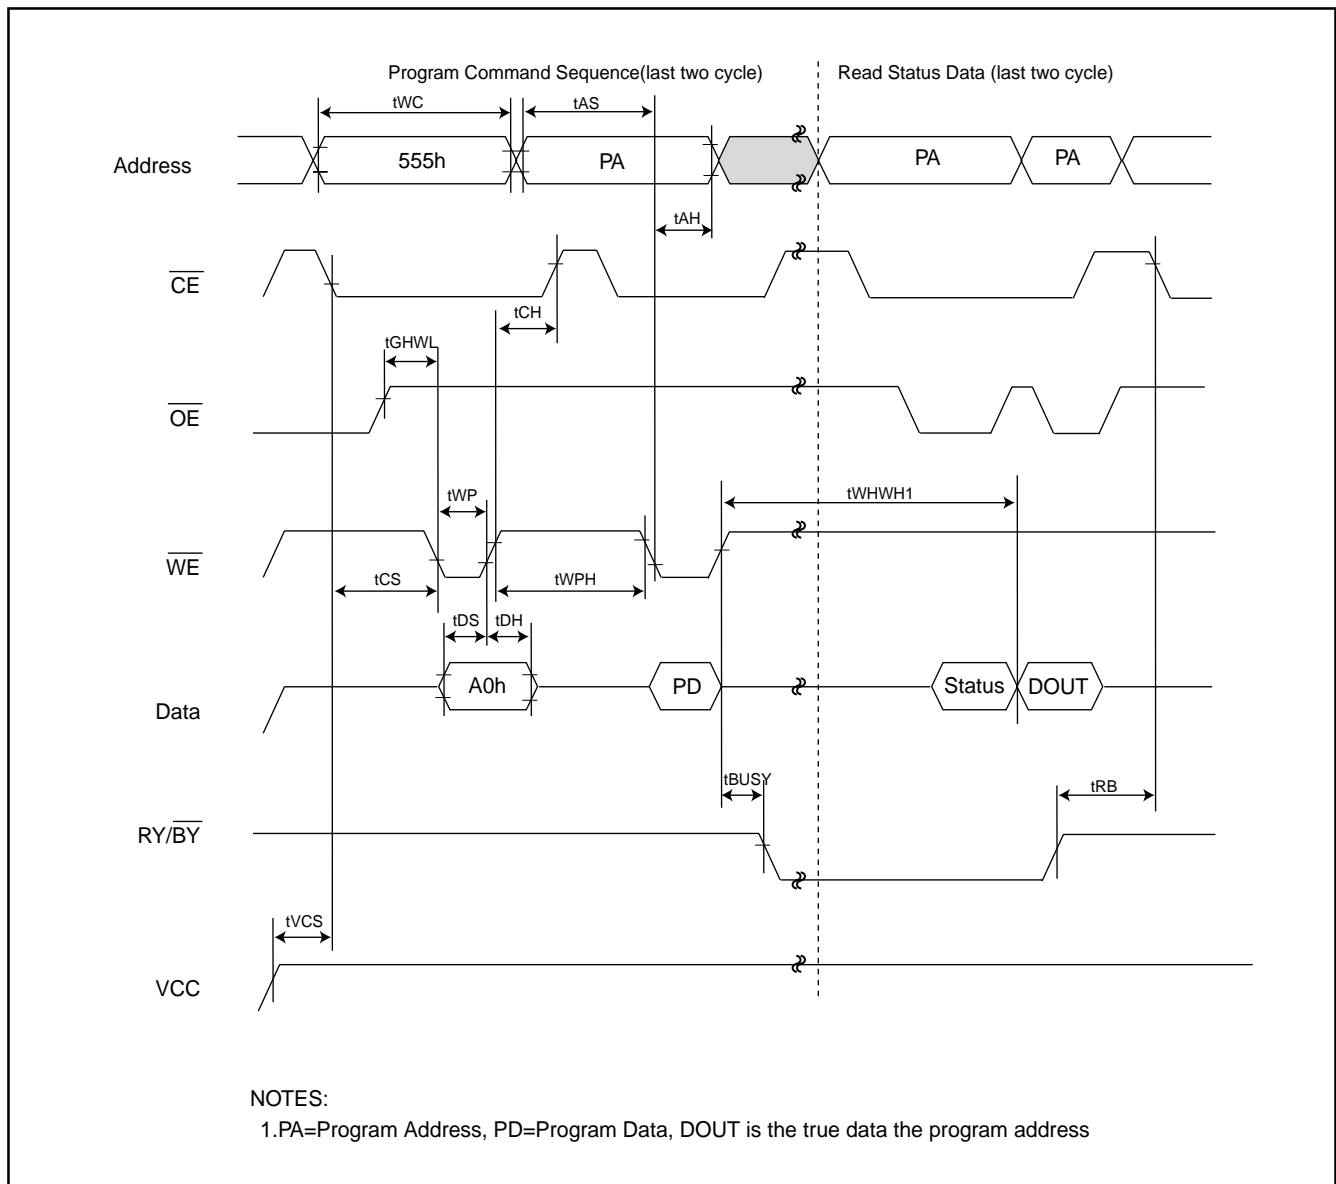 Program Command Sequence(last two cycle)
Read Status Data (last two cycle)
tWC
tAS
Address
555h
PA
PA
PA
tAH
CE
tCH
tGHWL
OE
tWP
tWHWH1
WE
tCS
tWPH
tDS
tDH
Data
A0h
PD
Status
DOUT
tBUSY
tRB
RY/BY
tVCS
VCC
NOTES:
1.PA=Program Address, PD=Program Data, DOUT is the true data the program address